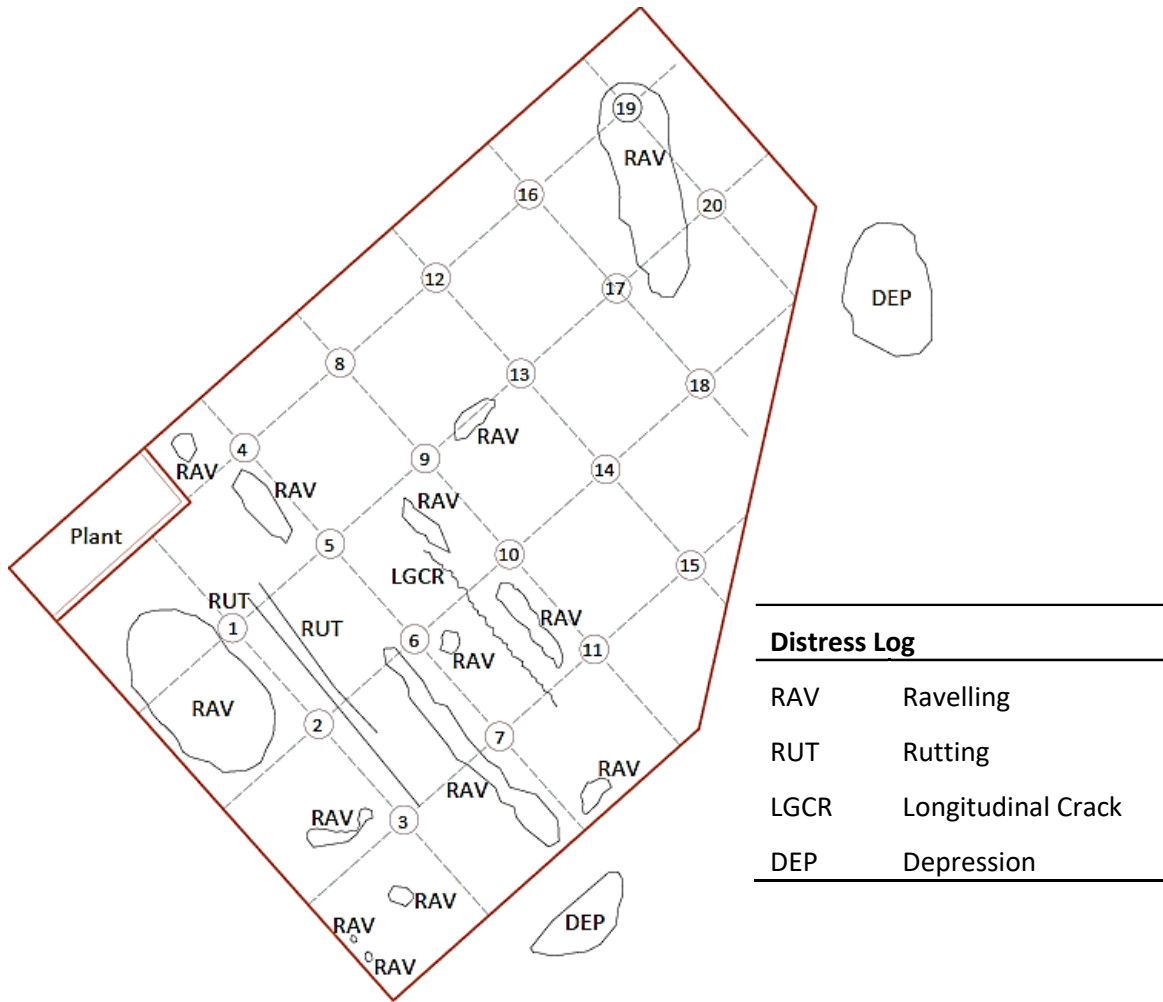 19
RAV
16
20
12
17
DEP
8
13
18
RAV
4
RAV
9
14
RAV
RAV
Plant
5
10
15
LGCR
RUT
1
RUT
6
RAV
RAV
11
RAV
2
7
RAV
RAV
RAV
3
RAV
RAV
RAV
DEP
Distress Log
RAV Ravelling
RUT Rutting
LGCR Longitudinal Crack
DEP Depression